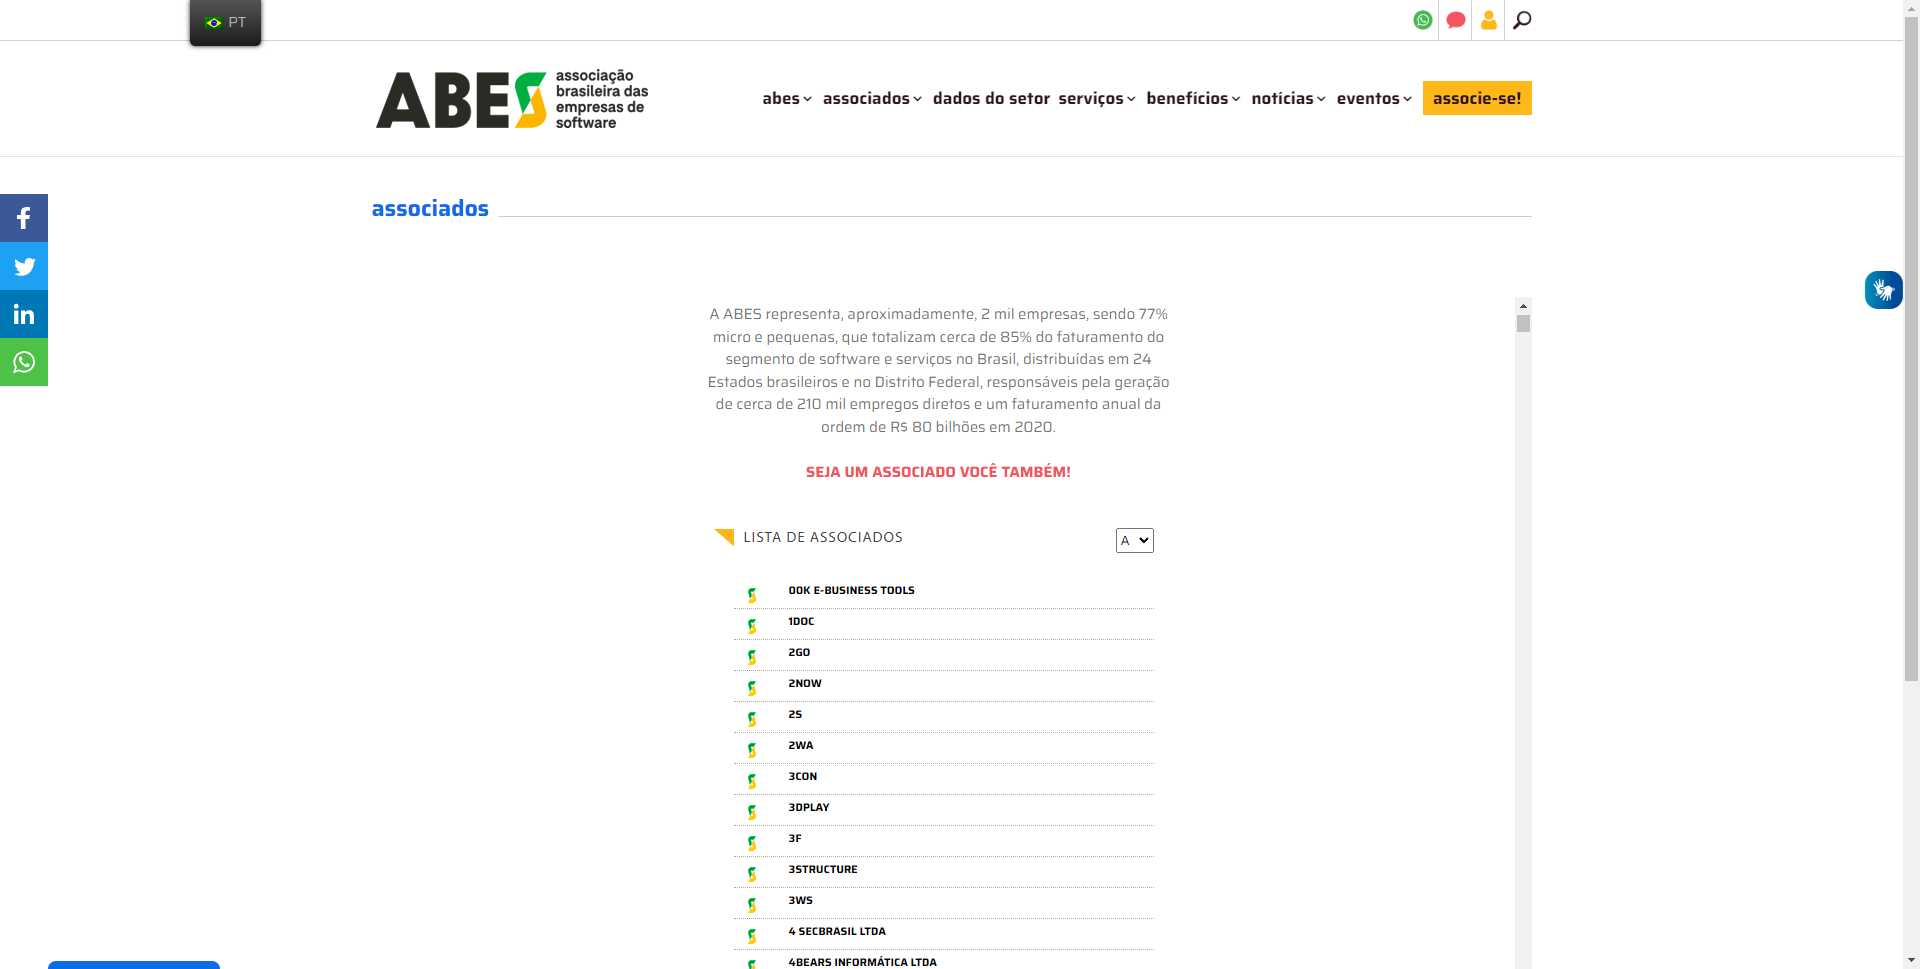 PT
ABES
associação
brasileira das
empresas de
software
abes associados dados do setor serviços benefícios notícias eventos associe-se!
associados
A ABES representa, aproximadamente, 2 mil empresas, sendo 77%
micro e pequenas, que totalizam cerca de 85% do faturamento do
segmento de software e serviços no Brasil, distribuídas em 24
Estados brasileiros e no Distrito Federal, responsáveis pela geração
de cerca de 210 mil empregos diretos e um faturamento anual da
ordem de R$ 80 bilhões em 2020.
SEJA UM ASSOCIADO VOCÊ TAMBÉM!
LISTA DE ASSOCIADOS
A
00K E-BUSINESS TOOLS
1DOC
2GO
2NOW
2S
2WA
3CON
3DPLAY
3F
3STRUCTURE
3WS
4 SECBRASIL LTDA
4BEARS INFORMÁTICA LTDA